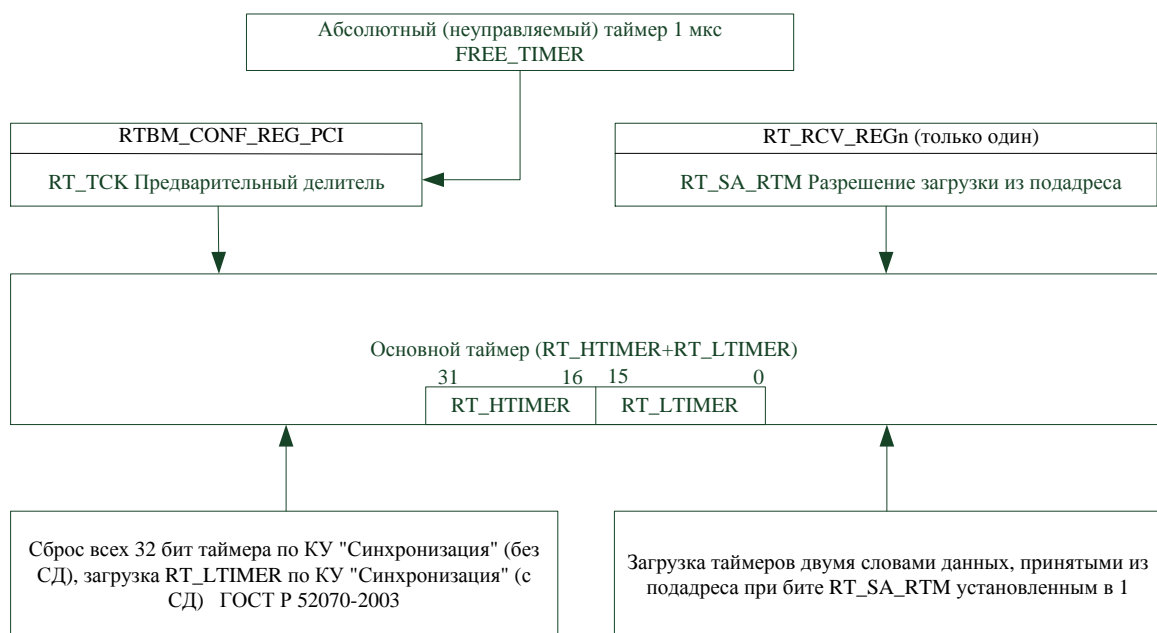 Абсолютный (неуправляемый) таймер 1 мкс
FREE_TIMER
RTBM_CONF_REG_PCI
RT_TCK Предварительный делитель
RT_RCV_REGn (только один)
RT_SA_RTM Разрешение загрузки из подадреса
Основной таймер (RT_HTIMER+RT_LTIMER)
31 16 15 0
RT_HTIMER RT_LTIMER
Сброс всех 32 бит таймера по КУ "Синхронизация" (без
СД), загрузка RT_LTIMER по КУ "Синхронизация" (с
СД) ГОСТ Р 52070-2003
Загрузка таймеров двумя словами данных, принятыми из
подадреса при бите RT_SA_RTM установленным в 1